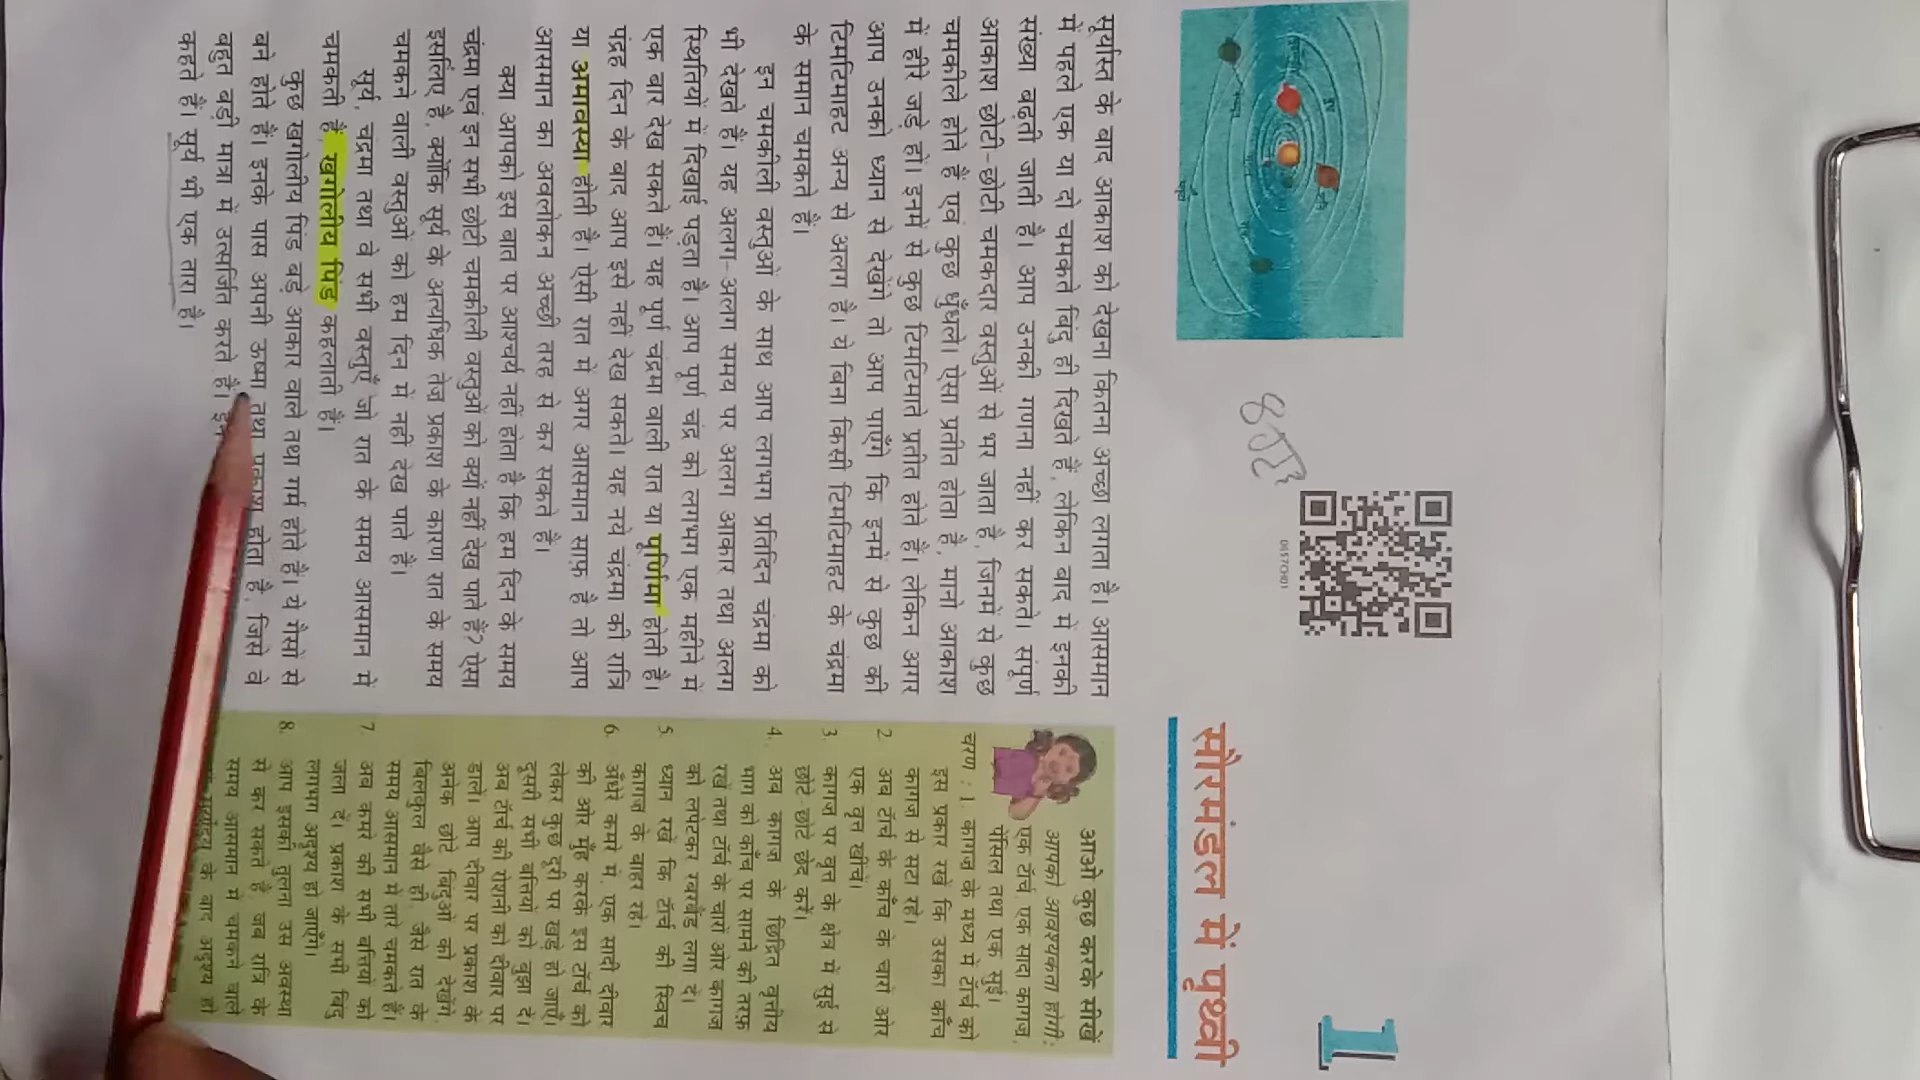 1
सौरमंडल में पृथ्वी
0657CH01
सूर्यास्त के बाद आकाश को देखना कितना अच्छा लगता है। आसमान
में पहले एक या दो चमकते बिंदु ही दिखते हैं, लेकिन बाद में इनकी
संख्या बढ़ती जाती है। आप उनकी गणना नहीं कर सकते। संपूर्ण
आकाश छोटी-छोटी चमकदार वस्तुओं से भर जाता है, जिनमें से कुछ
चमकीले होते हैं एवं कुछ धुँधले। ऐसा प्रतीत होता है, मानो आकाश
में हीरे जड़े हों। इनमें से कुछ टिमटिमाते प्रतीत होते हैं। लेकिन अगर
आप उनको ध्यान से देखेंगे तो आप पाएँगे कि इनमें से कुछ की
टिमटिमाहट अन्य से अलग है। ये बिना किसी टिमटिमाहट के चंद्रमा
के समान चमकते हैं।
इन चमकीली वस्तुओं के साथ आप लगभग प्रतिदिन चंद्रमा को
भी देखते हैं। यह अलग-अलग समय पर अलग आकार तथा अलग
स्थितियों में दिखाई पड़ता है। आप पूर्ण चंद्र को लगभग एक महीने में
एक बार देख सकते हैं। यह पूर्ण चंद्रमा वाली रात या पूर्णिमा होती है।
पंद्रह दिन के बाद आप इसे नहीं देख सकते। यह नये चंद्रमा की रात्रि
या अमावस्या होती है। ऐसी रात में अगर आसमान साफ़ है तो आप
आसमान का अवलोकन अच्छी तरह से कर सकते हैं।
क्या आपको इस बात पर आश्चर्य नहीं होता है कि हम दिन के समय
चंद्रमा एवं इन सभी छोटी चमकीली वस्तुओं को क्यों नहीं देख पाते हैं? ऐसा
इसलिए है, क्योंकि सूर्य के अत्यधिक तेज़ प्रकाश के कारण रात के समय
चमकने वाली वस्तुओं को हम दिन में नहीं देख पाते हैं।
सूर्य, चंद्रमा तथा वे सभी वस्तुएँ जो रात के समय आसमान में
चमकती हैं, खगोलीय पिंड कहलाती हैं।
कुछ खगोलीय पिंड बड़े आकार वाले तथा गर्म होते हैं। ये गैसों से
बने होते हैं। इनके पास अपनी ऊष्मा तथा प्रकाश होता है, जिसे वे
बहुत बड़ी मात्रा में उत्सर्जित करते हैं।
कहते हैं। सूर्य भी एक तारा है।
आओ कुछ करके सीखें
आपको आवश्यकता होगी:
एक टॉर्च, एक सादा कागज,
पेंसिल तथा एक सुई।
चरण : 1. कागज के मध्य में टॉर्च को
इस प्रकार रखें कि उसका काँच
कागज से सटा रहे।
2. अब टॉर्च के काँच के चारों ओर
एक वृत्त खींचो।
3. कागज पर वृत्त के क्षेत्र में सुई से
छोटे-छोटे छेद करें।
4. अब कागज के छिद्रित वृत्तीय
भाग को काँच पर सामने की तरफ़
रखें तथा टॉर्च के चारों ओर कागज
को लपेटकर रबरबैंड लगा दें।
5. ध्यान रखें कि टॉर्च की स्विच
कागज के बाहर रहे।
6. अँधेरे कमरे में, एक सादी दीवार
की ओर मुँह करके इस टॉर्च को
लेकर कुछ दूरी पर खड़े हो जाएँ।
दूसरी सभी बत्तियों को बुझा दें।
अब टॉर्च की रोशनी को दीवार पर
डालें। आप दीवार पर प्रकाश के
अनेक छोटे बिंदुओं को देखेंगे,
बिलकुल वैसे ही, जैसे रात के
समय आसमान में तारे चमकते हैं।
7. अब कमरे की सभी बत्तियों को
जला दें। प्रकाश के सभी बिंदु
लगभग अदृश्य हो जाएँगे।
8. आप इसकी तुलना उस अवस्था
से कर सकते हैं, जब रात्रि के
समय आसमान में चमकने वाले
सूर्योदय के बाद अदृश्य हो